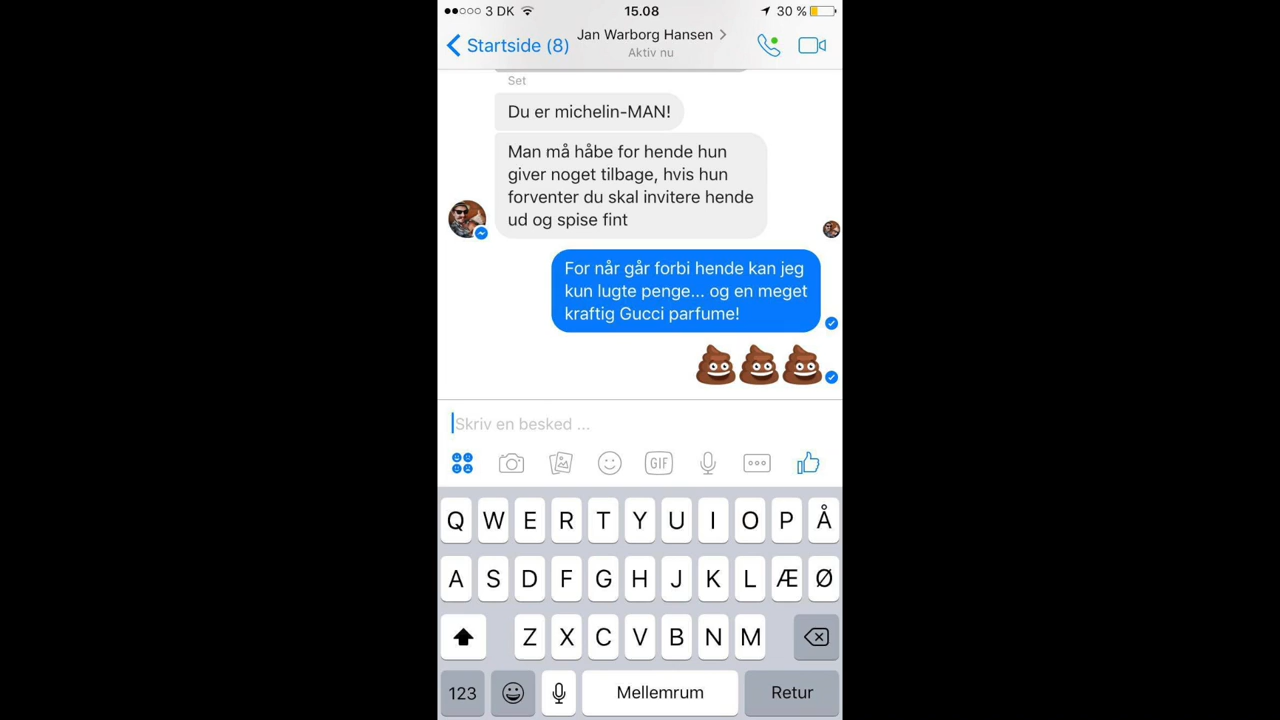 3 DK 15.08 30 %
Startside (8) Jan Warborg Hansen
Aktiv nu
Set
Du er michelin-MAN!
Man må håbe for hende hun
giver noget tilbage, hvis hun
forventer du skal invitere hende
ud og spise fint
For når går forbi hende kan jeg
kun lugte penge... og en meget
kraftig Gucci parfume!
Skriv en besked ...
GIF
Q W E R T Y U I O P Å
A S D F G H J K L Æ Ø
Z X C V B N M
123 Mellemrum Retur